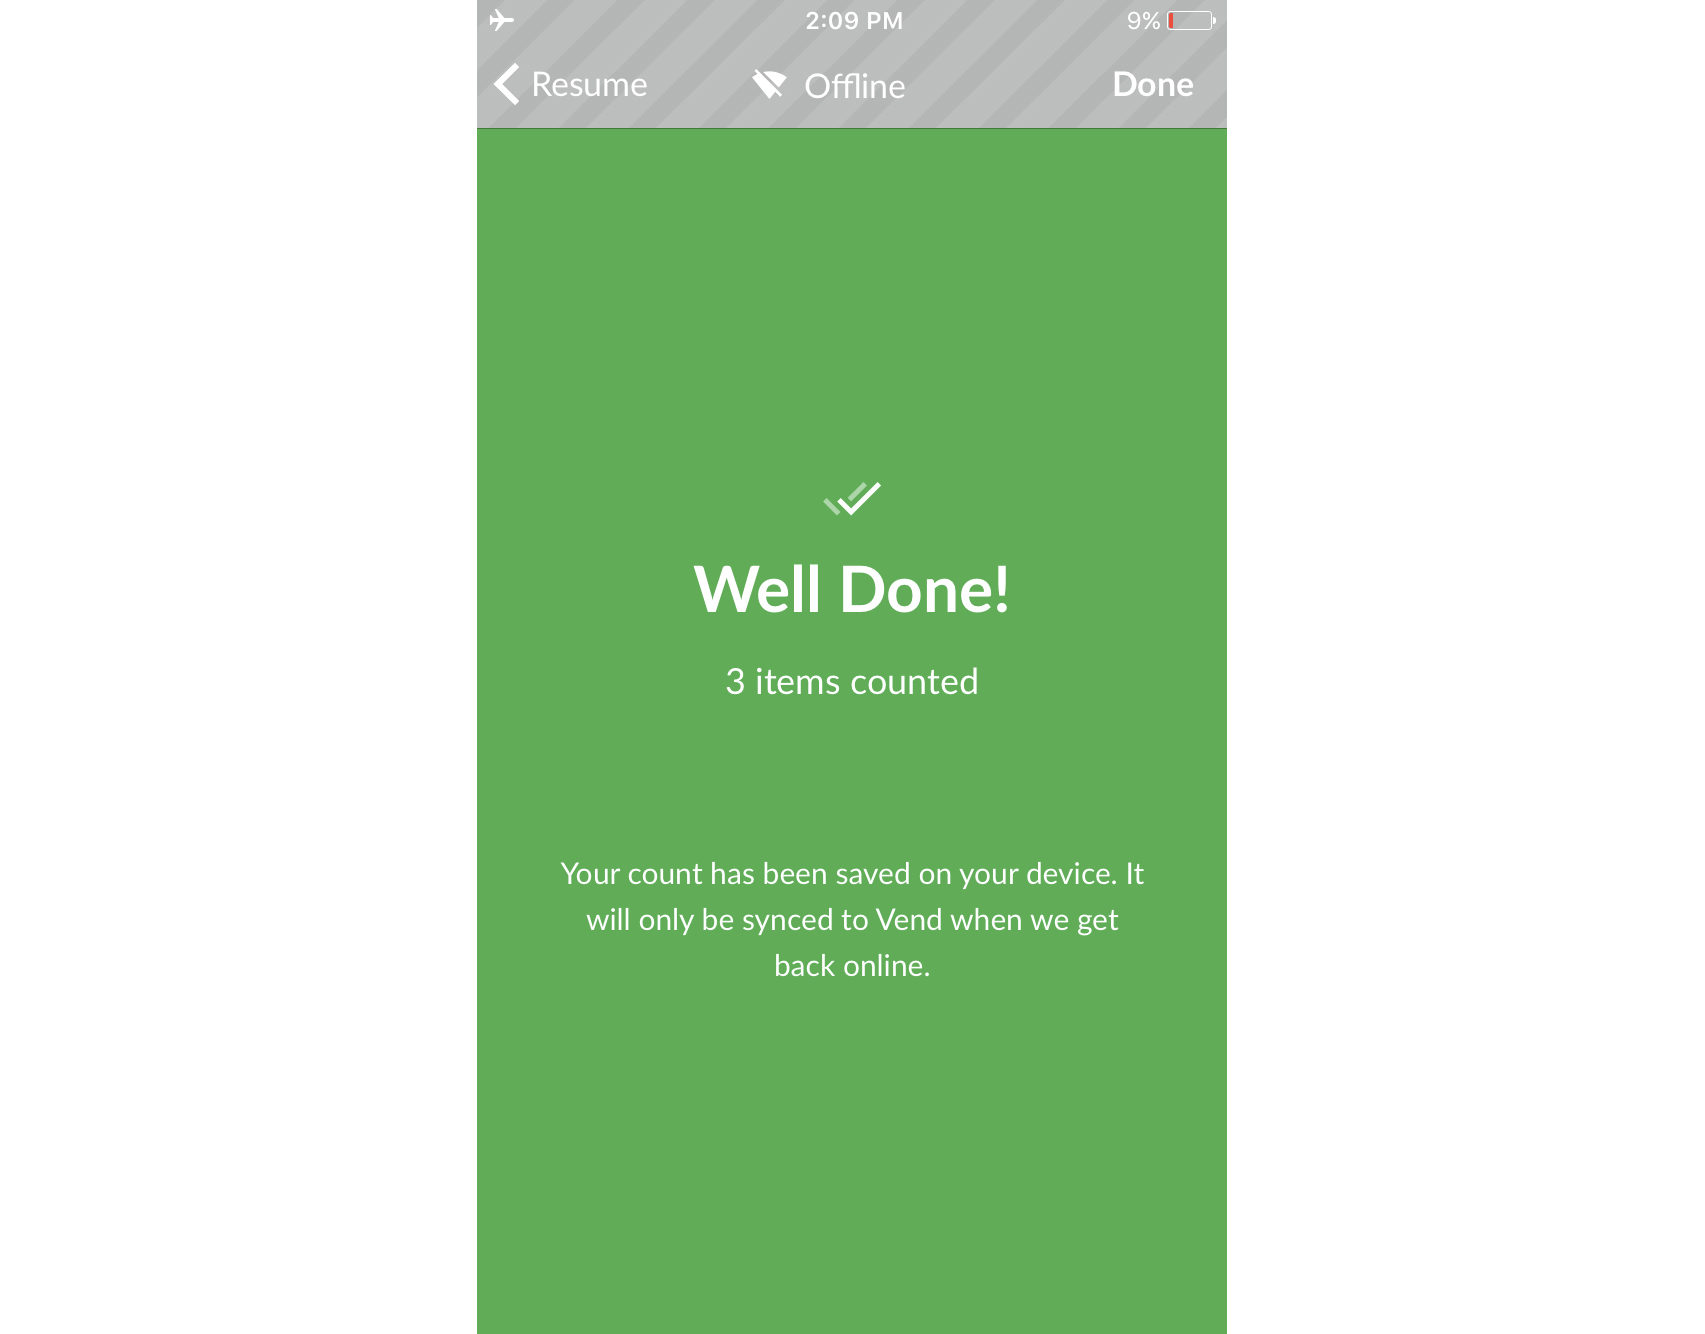 2:09 PM 9%
Resume Offline Done
Well Done!
3 items counted
Your count has been saved on your device. It
will only be synced to Vend when we get
back online.